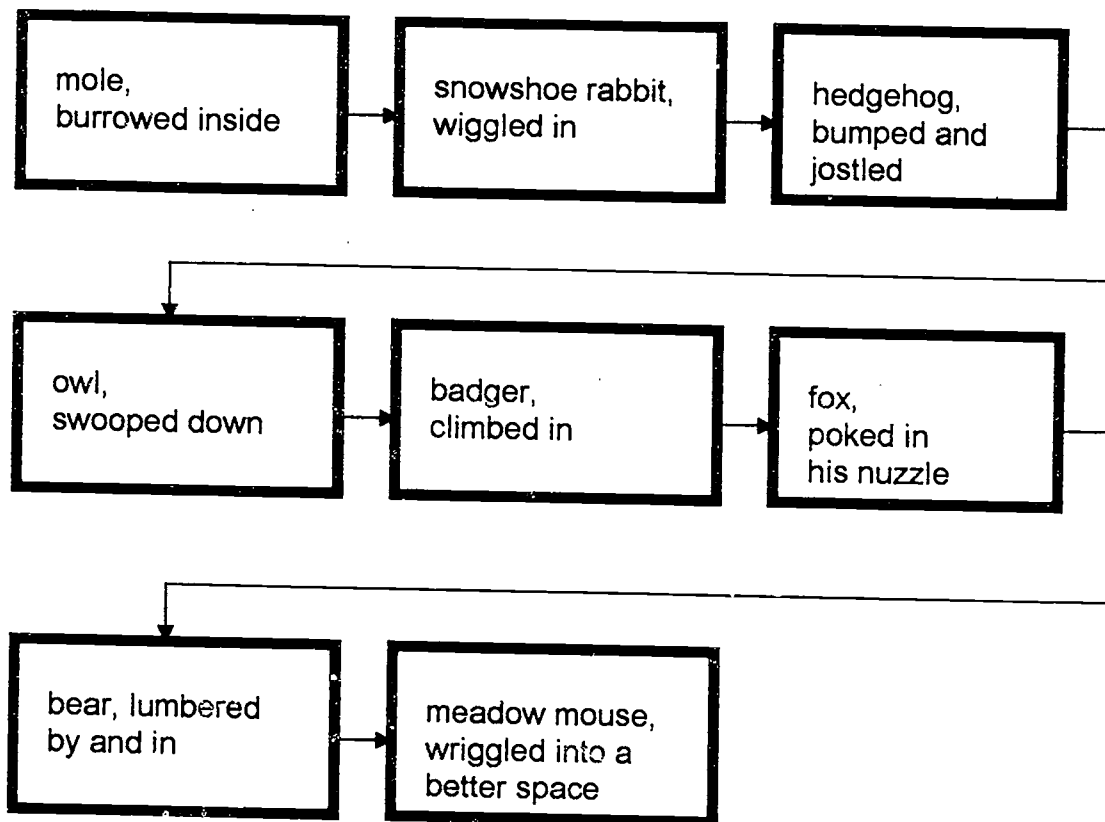 mole,
burrowed inside
snowshoe rabbit,
wiggled in
hedgehog,
bumped and
jostled
owl,
swooped down
badger,
climbed in
fox,
poked in
his nuzzle
bear, lumbered
by and in
meadow mouse,
wriggled into a
better space